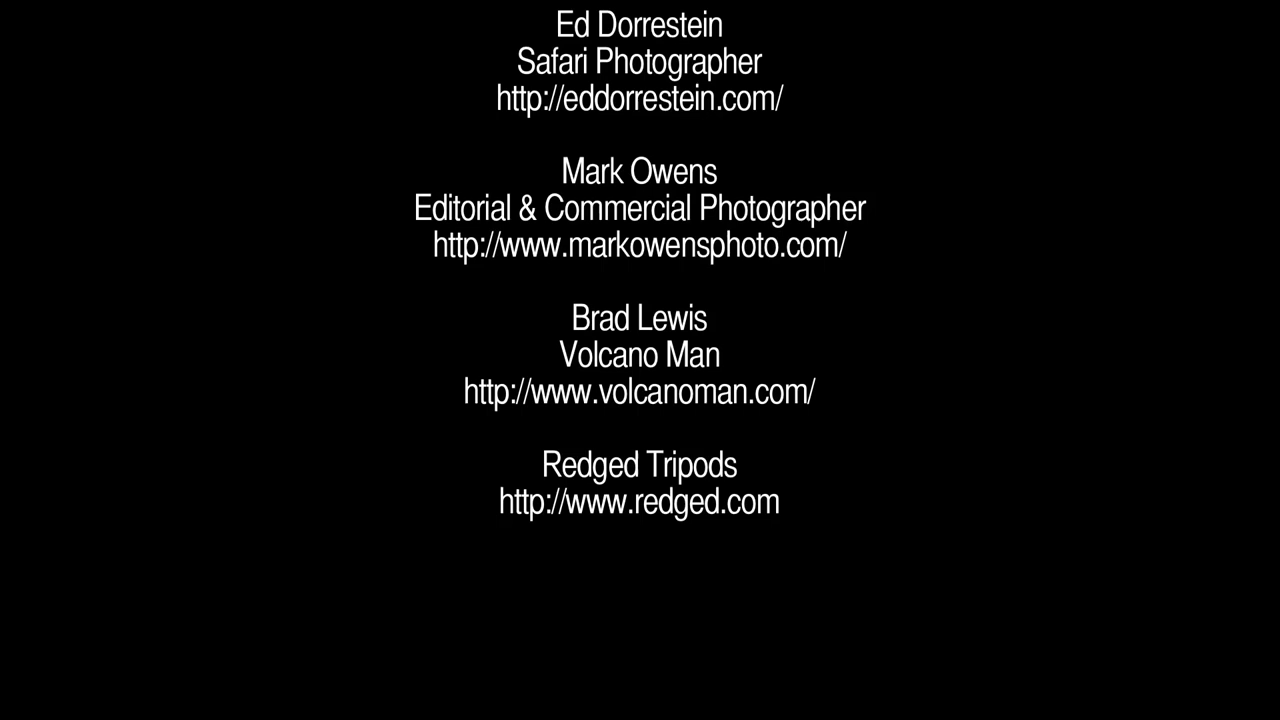 Ed Dorrestein
Safari Photographer
http://eddorrestein.com/
Mark Owens
Editorial & Commercial Photographer
http://www.markowensphoto.com/
Brad Lewis
Volcano Man
http://www.volcanoman.com/
Redged Tripods
http://www.redged.com